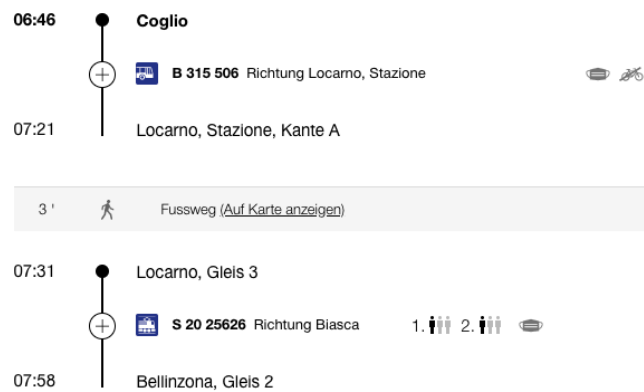 06:46 Coglio
B 315 506 Richtung Locarno, Stazione
07:21 Locarno, Stazione, Kante A
3 ' Fussweg (Auf Karte anzeigen)
07:31 Locarno, Gleis 3
S 20 25626 Richtung Biasca 1. 2.
07:58 Bellinzona, Gleis 2